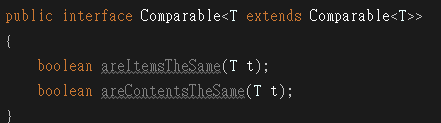 public interface Comparable<T extends Comparable<T>>
{
    boolean areItemsTheSame(T t);
    boolean areContentsTheSame(T t);
}